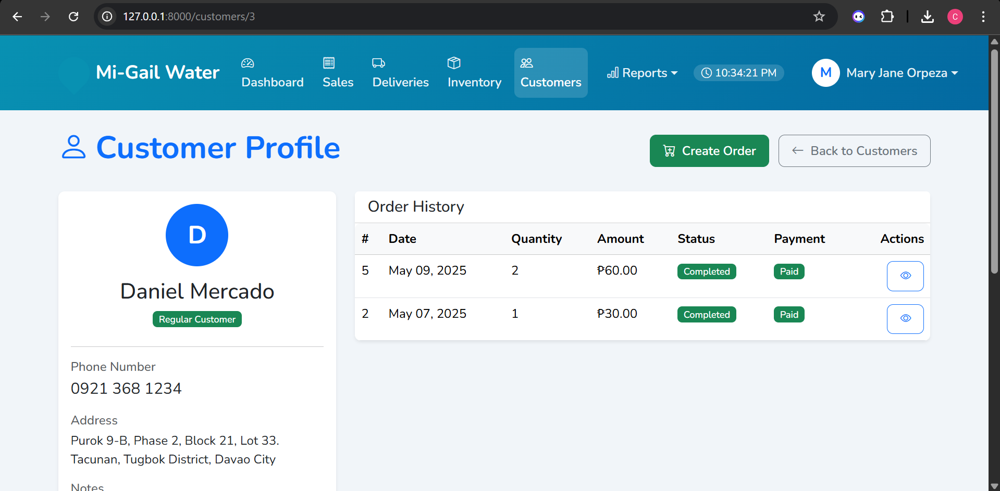 127.0.0.1:8000/customers/3
C
Mi-Gail Water
Dashboard
Sales
Deliveries
Inventory
Customers
Reports
10:34:21 PM
M
Mary Jane Orpeza
Customer Profile
Create Order
Back to Customers
D
Daniel Mercado
Regular Customer
Phone Number
0921 368 1234
Address
Purok 9-B, Phase 2, Block 21, Lot 33.
Tacunan, Tugbok District, Davao City
Notes
Order History
# Date Quantity Amount Status Payment Actions
5 May 09, 2025 2 ₱60.00 Completed Paid
2 May 07, 2025 1 ₱30.00 Completed Paid